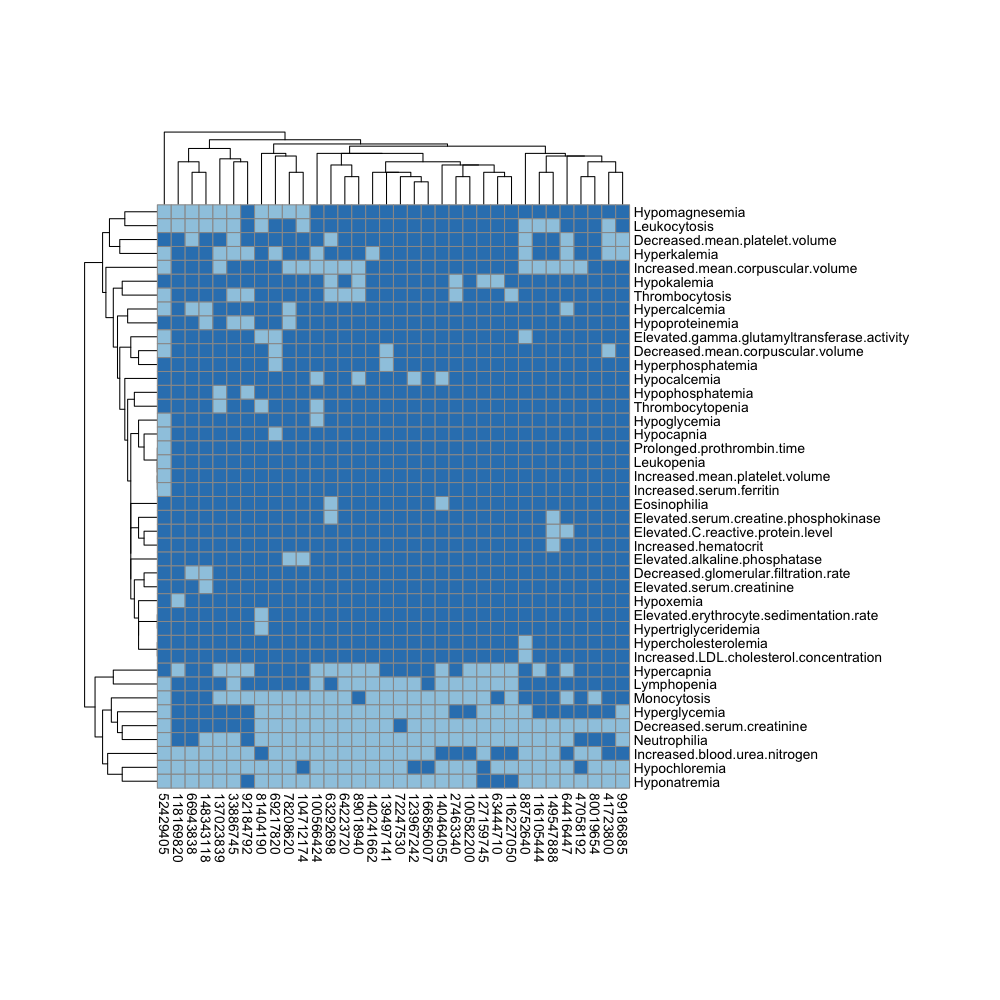 Hypomagnesemia
Leukocytosis
Decreased.mean.platelet.volume
Hyperkalemia
Increased.mean.corpuscular.volume
Hypokalemia
Thrombocytosis
Hypercalcemia
Hypoproteinemia
Elevated.gamma.glutamyltransferase.activity
Decreased.mean.corpuscular.volume
Hyperphosphatemia
Hypocalcemia
Hypophosphatemia
Thrombocytopenia
Hypoglycemia
Hypocapnia
Prolonged.prothrombin.time
Leukopenia
Increased.mean.platelet.volume
Increased.serum.ferritin
Eosinophilia
Elevated.serum.creatine.phosphokinase
Elevated.C.reactive.protein.level
Increased.hematocrit
Elevated.alkaline.phosphatase
Decreased.glomerular.filtration.rate
Elevated.serum.creatinine
Hypoxemia
Elevated.erythrocyte.sedimentation.rate
Hypertriglyceridemia
Hypercholesterolemia
Increased.LDL.cholesterol.concentration
Hypercapnia
Lymphopenia
Monocytosis
Hyperglycemia
Decreased.serum.creatinine
Neutrophilia
Increased.blood.urea.nitrogen
Hypochloremia
Hyponatremia
52429405
118169820
66943838
148343118
137023839
33886745
92184792
81404190
69217820
78208620
104712174
100566424
63292698
64223720
89018940
140241662
139497141
72247530
123967242
166856007
140464055
27463340
100582200
127159745
63444710
116227050
88752640
116105444
149547888
64416447
47058192
80019654
41723800
99186885